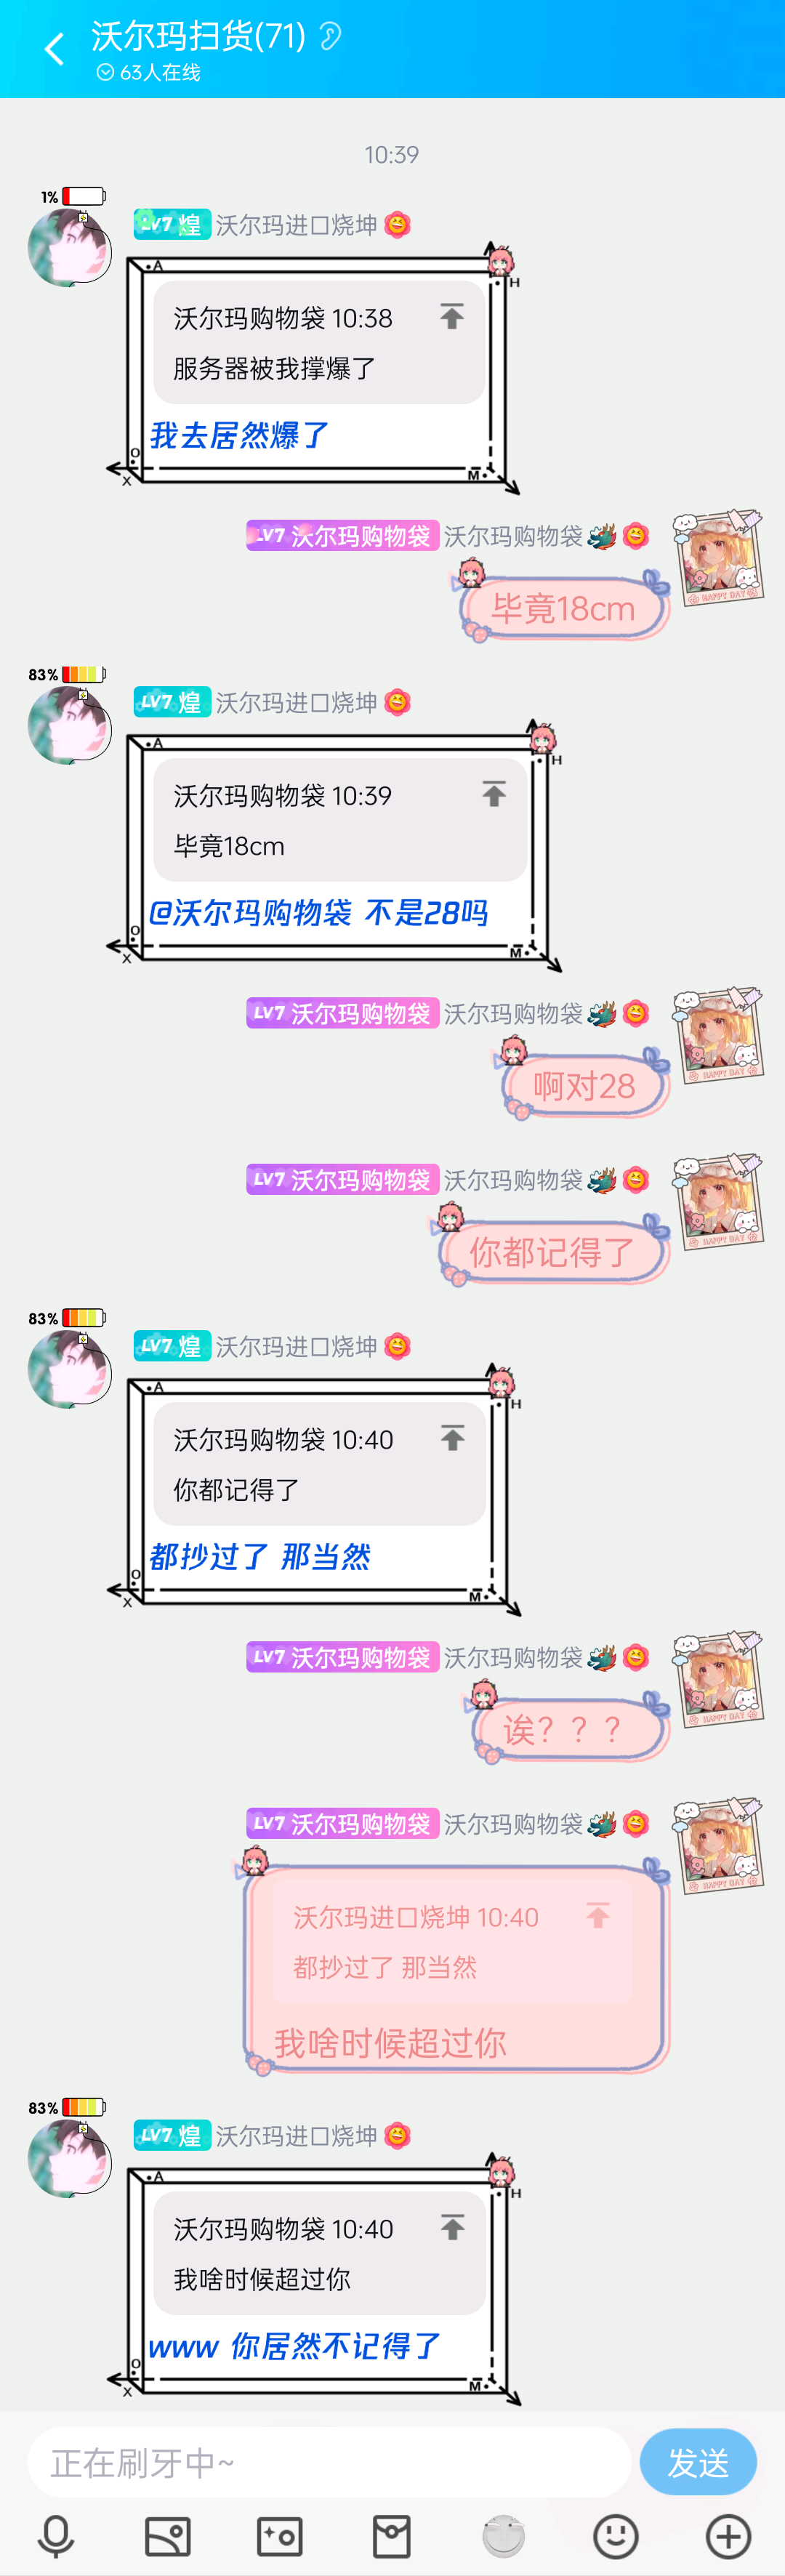 沃尔玛扫货(71)
63人在线
10:39
1%
LV7 煌 沃尔玛进口烧坤
A
H
沃尔玛购物袋 10:38
服务器被我撑爆了
我去居然爆了
O
X
M
LV7 沃尔玛购物袋 沃尔玛购物袋
毕竟18cm
HAPPY DAY
83%
LV7 煌 沃尔玛进口烧坤
A
H
沃尔玛购物袋 10:39
毕竟18cm
@沃尔玛购物袋 不是28吗
O
X
M
LV7 沃尔玛购物袋 沃尔玛购物袋
啊对28
HAPPY DAY
LV7 沃尔玛购物袋 沃尔玛购物袋
你都记得了
HAPPY DAY
83%
LV7 煌 沃尔玛进口烧坤
A
H
沃尔玛购物袋 10:40
你都记得了
都抄过了 那当然
O
X
M
LV7 沃尔玛购物袋 沃尔玛购物袋
诶？？？
HAPPY DAY
LV7 沃尔玛购物袋 沃尔玛购物袋
沃尔玛进口烧坤 10:40
都抄过了 那当然
我啥时候超过你
HAPPY DAY
83%
LV7 煌 沃尔玛进口烧坤
A
H
沃尔玛购物袋 10:40
我啥时候超过你
www 你居然不记得了
O
X
M
正在刷牙中~
发送